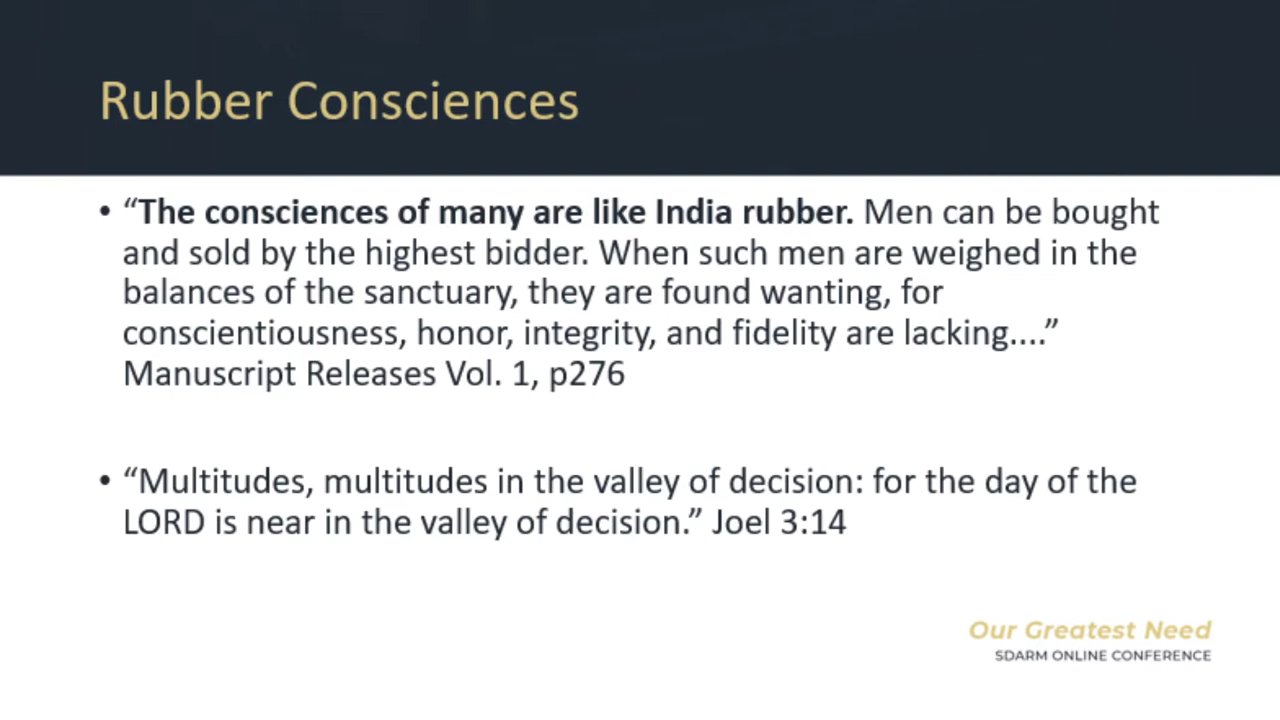 Rubber Consciences
• “The consciences of many are like India rubber. Men can be bought
and sold by the highest bidder. When such men are weighed in the
balances of the sanctuary, they are found wanting, for
conscientiousness, honor, integrity, and fidelity are lacking....”
Manuscript Releases Vol. 1, p276
• “Multitudes, multitudes in the valley of decision: for the day of the
LORD is near in the valley of decision.” Joel 3:14
Our Greatest Need
SDARM ONLINE CONFERENCE